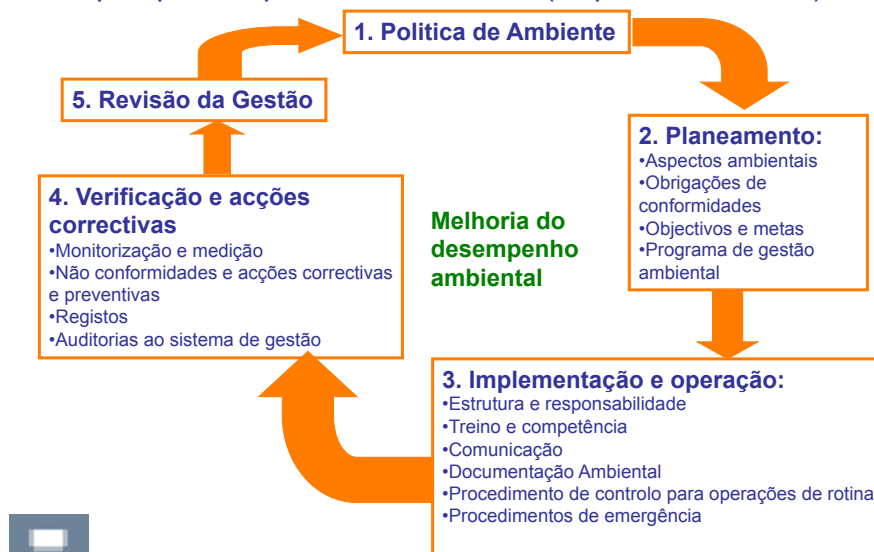 1. Politica de Ambiente
5. Revisão da Gestão
2. Planeamento:
•Aspectos ambientais
•Obrigações de
conformidades
•Objectivos e metas
•Programa de gestão
ambiental
4. Verificação e acções
correctivas
•Monitorização e medição
•Não conformidades e acções correctivas
e preventivas
•Registos
•Auditorias ao sistema de gestão
Melhoria do
desempenho
ambiental
3. Implementação e operação:
•Estrutura e responsabilidade
•Treino e competência
•Comunicação
•Documentação Ambiental
•Procedimento de controlo para operações de rotina
•Procedimentos de emergência